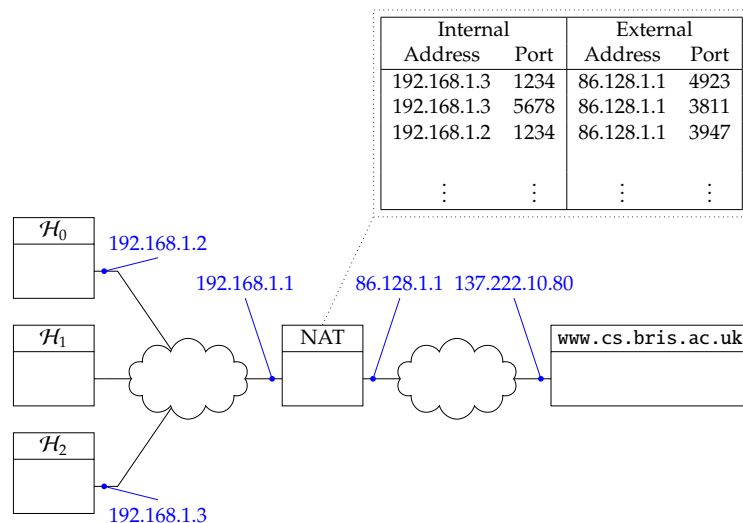 Internal External
Address Port Address Port
192.168.1.3 1234 86.128.1.1 4923
192.168.1.3 5678 86.128.1.1 3811
192.168.1.2 1234 86.128.1.1 3947
⋮ ⋮ ⋮ ⋮
H0
192.168.1.2
192.168.1.1 86.128.1.1 137.222.10.80
H1 NAT www.cs.bris.ac.uk
H2
192.168.1.3